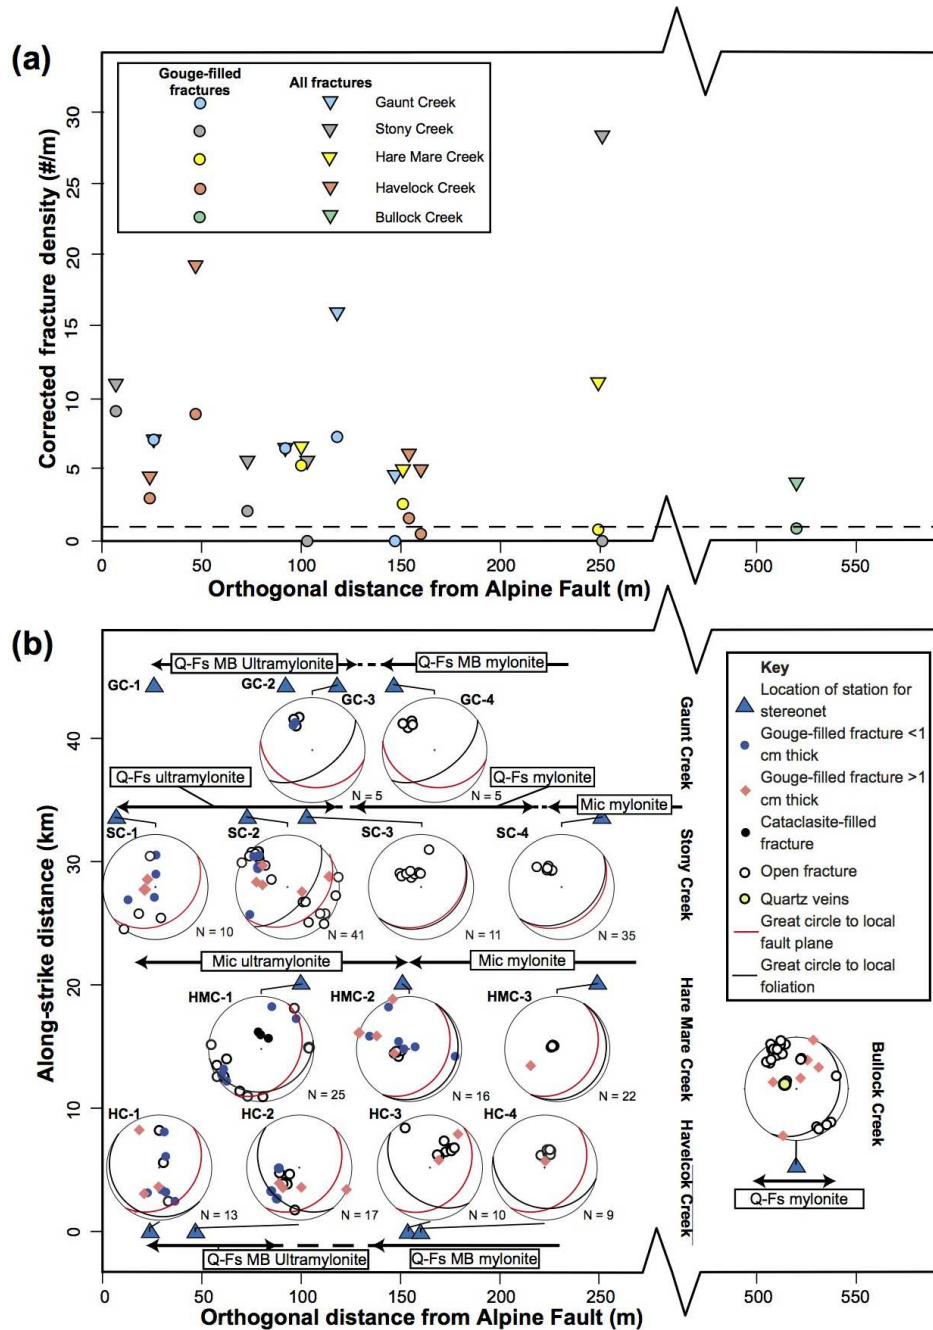 (a)
Gouge-filled fractures
All fractures
Gaunt Creek
Stony Creek
Hare Mare Creek
Havelock Creek
Bullock Creek
Corrected fracture density (#/m)
30
25
20
15
10
5
0
0 50 100 150 200 250 500 550
Orthogonal distance from Alpine Fault (m)
(b)
Along-strike distance (km)
40
30
20
10
0
Q-Fs MB Ultramylonite
Q-Fs MB mylonite
GC-1
GC-2
GC-3
GC-4
N = 5
N = 5
Gaunt Creek
Q-Fs ultramylonite
Q-Fs mylonite
Mic mylonite
SC-1
SC-2
SC-3
SC-4
N = 10
N = 41
N = 11
N = 35
Stony Creek
Mic ultramylonite
Mic mylonite
HMC-1
HMC-2
HMC-3
N = 25
N = 16
N = 22
Hare Mare Creek
HC-1
HC-2
HC-3
HC-4
N = 13
N = 17
N = 10
N = 9
Havelcok Creek
Q-Fs MB Ultramylonite
Q-Fs MB mylonite
Key
Location of station for
stereonet
Gouge-filled fracture <1
cm thick
Gouge-filled fracture >1
cm thick
Cataclasite-filled
fracture
Open fracture
Quartz veins
Great circle to local
fault plane
Great circle to local
foliation
Bullock Creek
Q-Fs mylonite
0 50 100 150 200 250 500 550
Orthogonal distance from Alpine Fault (m)